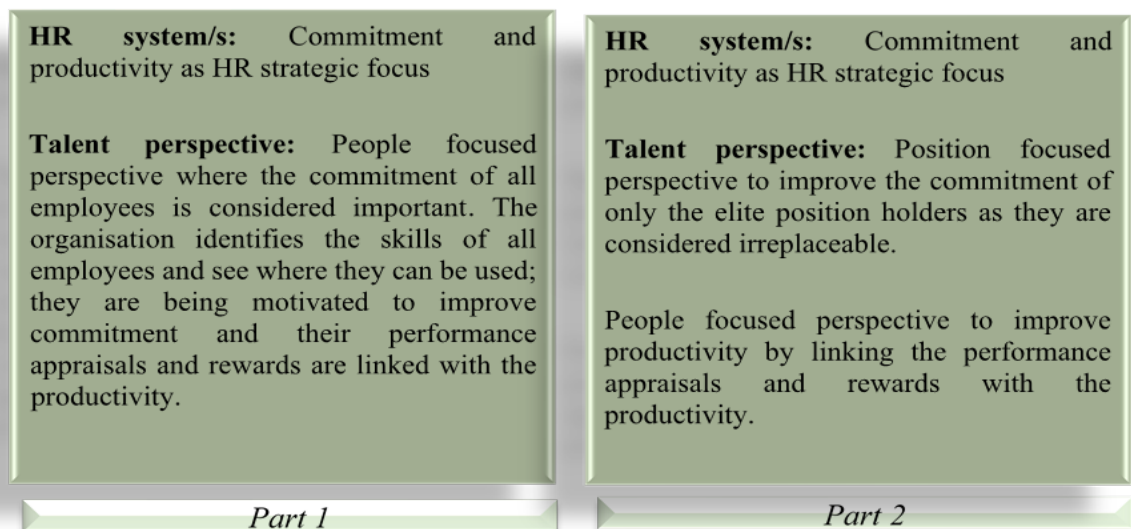 HR system/s: Commitment and
productivity as HR strategic focus
Talent perspective: People focused
perspective where the commitment of all
employees is considered important. The
organisation identifies the skills of all
employees and see where they can be used;
they are being motivated to improve
commitment and their performance
appraisals and rewards are linked with the
productivity.
Part 1
HR system/s: Commitment and
productivity as HR strategic focus
Talent perspective: Position focused
perspective to improve the commitment of
only the elite position holders as they are
considered irreplaceable.
People focused perspective to improve
productivity by linking the performance
appraisals and rewards with the
productivity.
Part 2